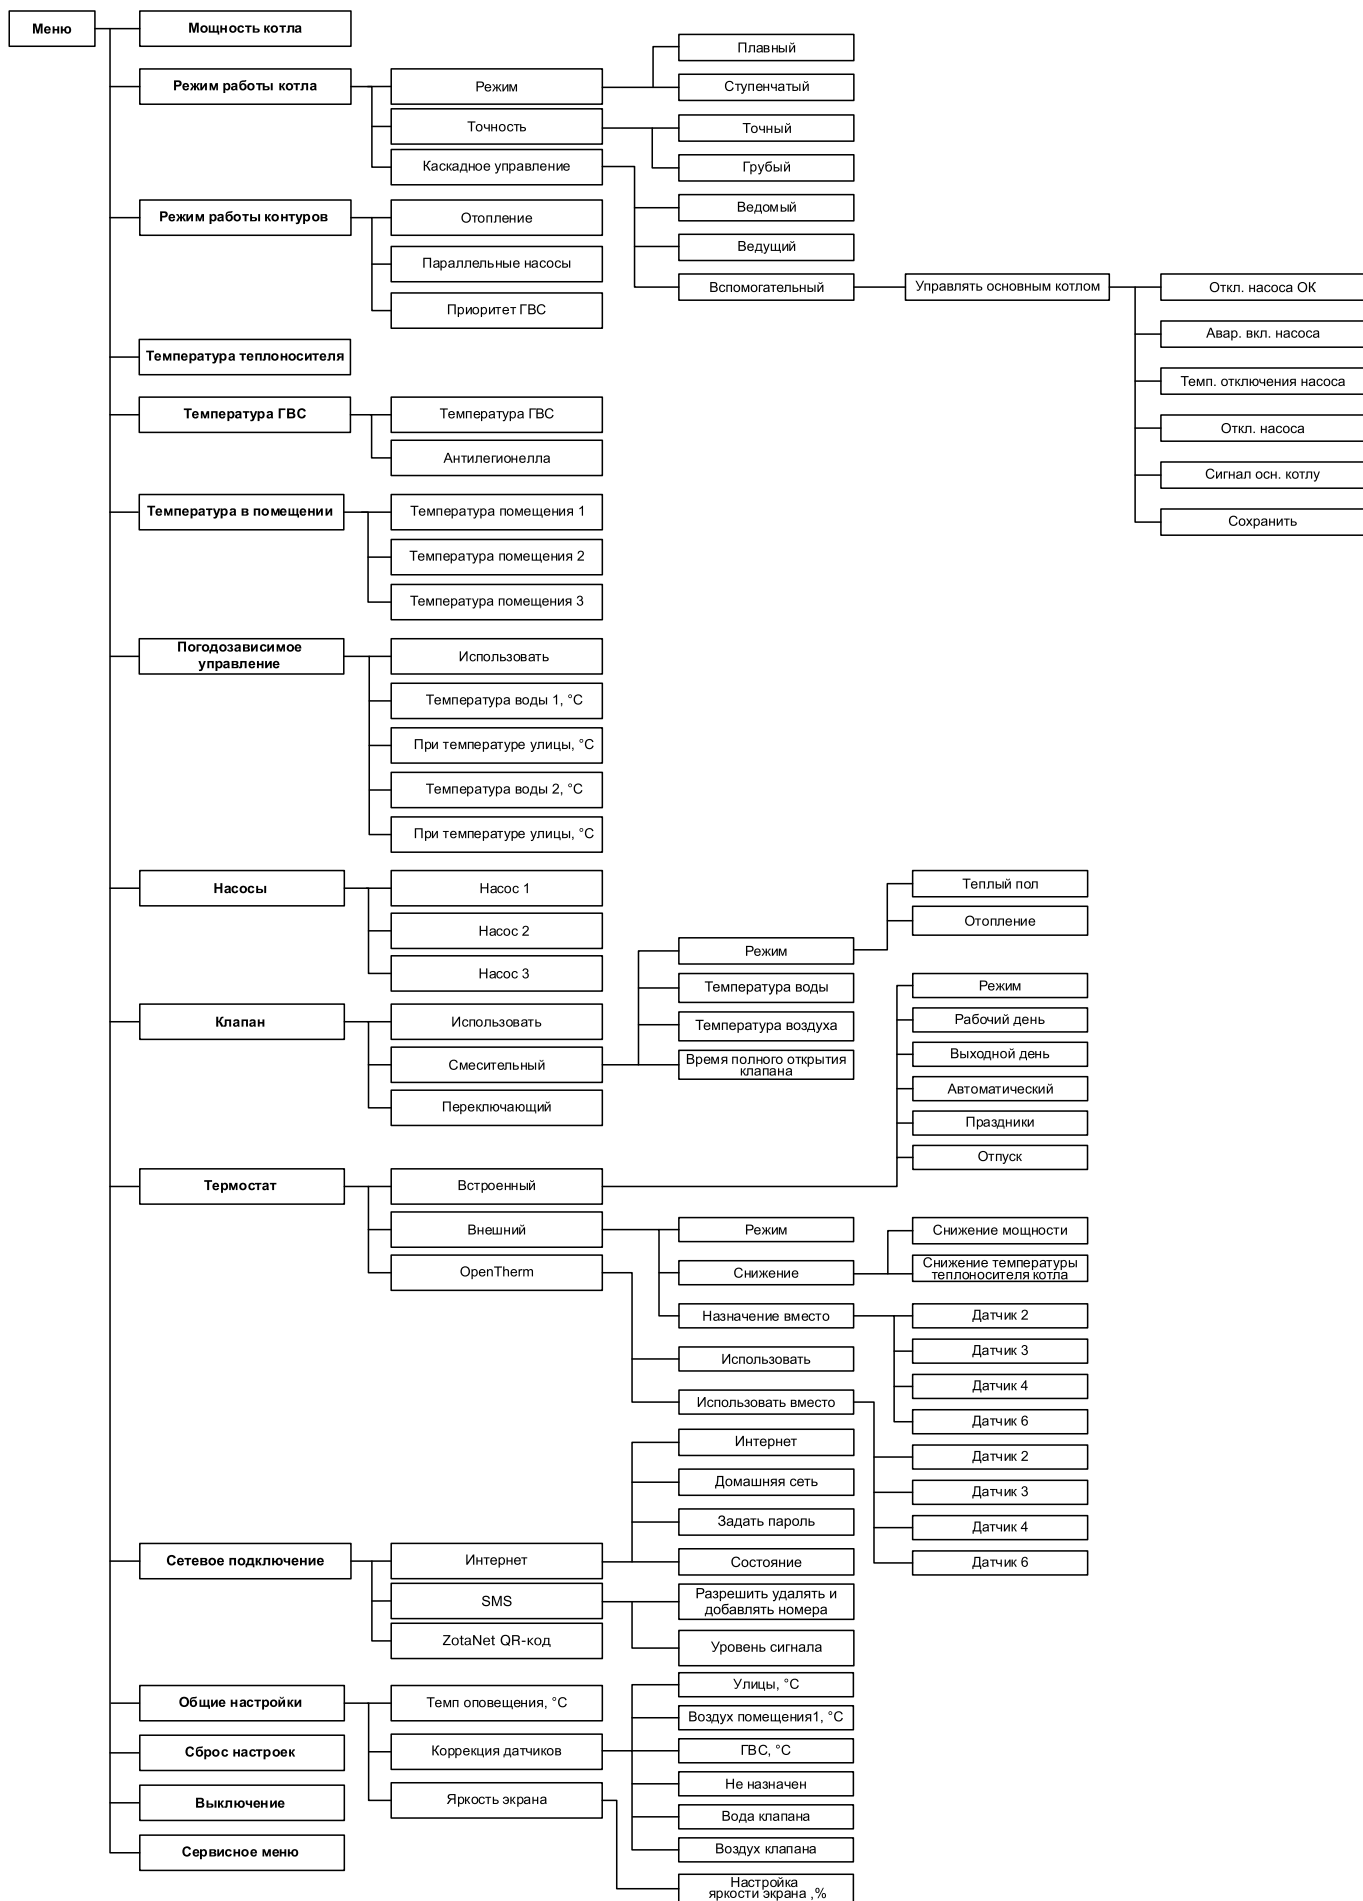 Меню
Мощность котла
Режим работы котла
Режим
Плавный
Ступенчатый
Точность
Точный
Грубый
Каскадное управление
Ведомый
Ведущий
Вспомогательный
Управлять основным котлом
Откл. насоса ОК
Авар. вкл. насоса
Темп. отключения насоса
Откл. насоса
Сигнал осн. котлу
Сохранить
Режим работы контуров
Отопление
Параллельные насосы
Приоритет ГВС
Температура теплоносителя
Температура ГВС
Температура ГВС
Антилегионелла
Температура в помещении
Температура помещения 1
Температура помещения 2
Температура помещения 3
Погодозависимое
управление
Использовать
Температура воды 1, °С
При температуре улицы, °С
Температура воды 2, °С
При температуре улицы, °С
Насосы
Насос 1
Насос 2
Насос 3
Клапан
Использовать
Смесительный
Режим
Теплый пол
Отопление
Температура воды
Температура воздуха
Время полного открытия
клапана
Переключающий
Термостат
Встроенный
Режим
Рабочий день
Выходной день
Автоматический
Праздники
Отпуск
Внешний
Режим
Снижение
Снижение мощности
Снижение температуры
теплоносителя котла
Назначение вместо
Датчик 2
Датчик 3
Датчик 4
Датчик 6
OpenTherm
Использовать
Использовать вместо
Датчик 2
Датчик 3
Датчик 4
Датчик 6
Сетевое подключение
Интернет
Интернет
Домашняя сеть
Задать пароль
Состояние
SMS
Разрешить удалять и
добавлять номера
Уровень сигнала
ZotaNet QR-код
Общие настройки
Темп оповещения, °С
Коррекция датчиков
Улицы, °С
Воздух помещения1, °С
ГВС, °С
Не назначен
Вода клапана
Воздух клапана
Яркость экрана
Настройка
яркости экрана ,%
Сброс настроек
Выключение
Сервисное меню